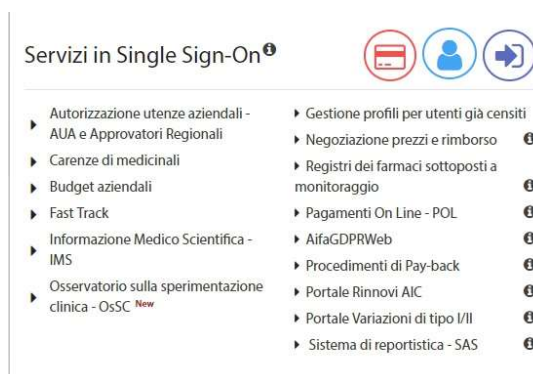 Servizi in Single Sign-On
Autorizzazione utenze aziendali -
AUA e Approvatori Regionali
Carenze di medicinali
Budget aziendali
Fast Track
Informazione Medico Scientifica -
IMS
Osservatorio sulla sperimentazione
clinica - OsSC New
Gestione profili per utenti già censiti
Negoziazione prezzi e rimborso
Registri dei farmaci sottoposti a
monitoraggio
Pagamenti On Line - POL
AifaGDPRWeb
Procedimenti di Pay-back
Portale Rinnovi AIC
Portale Variazioni di tipo I/II
Sistema di reportistica - SAS